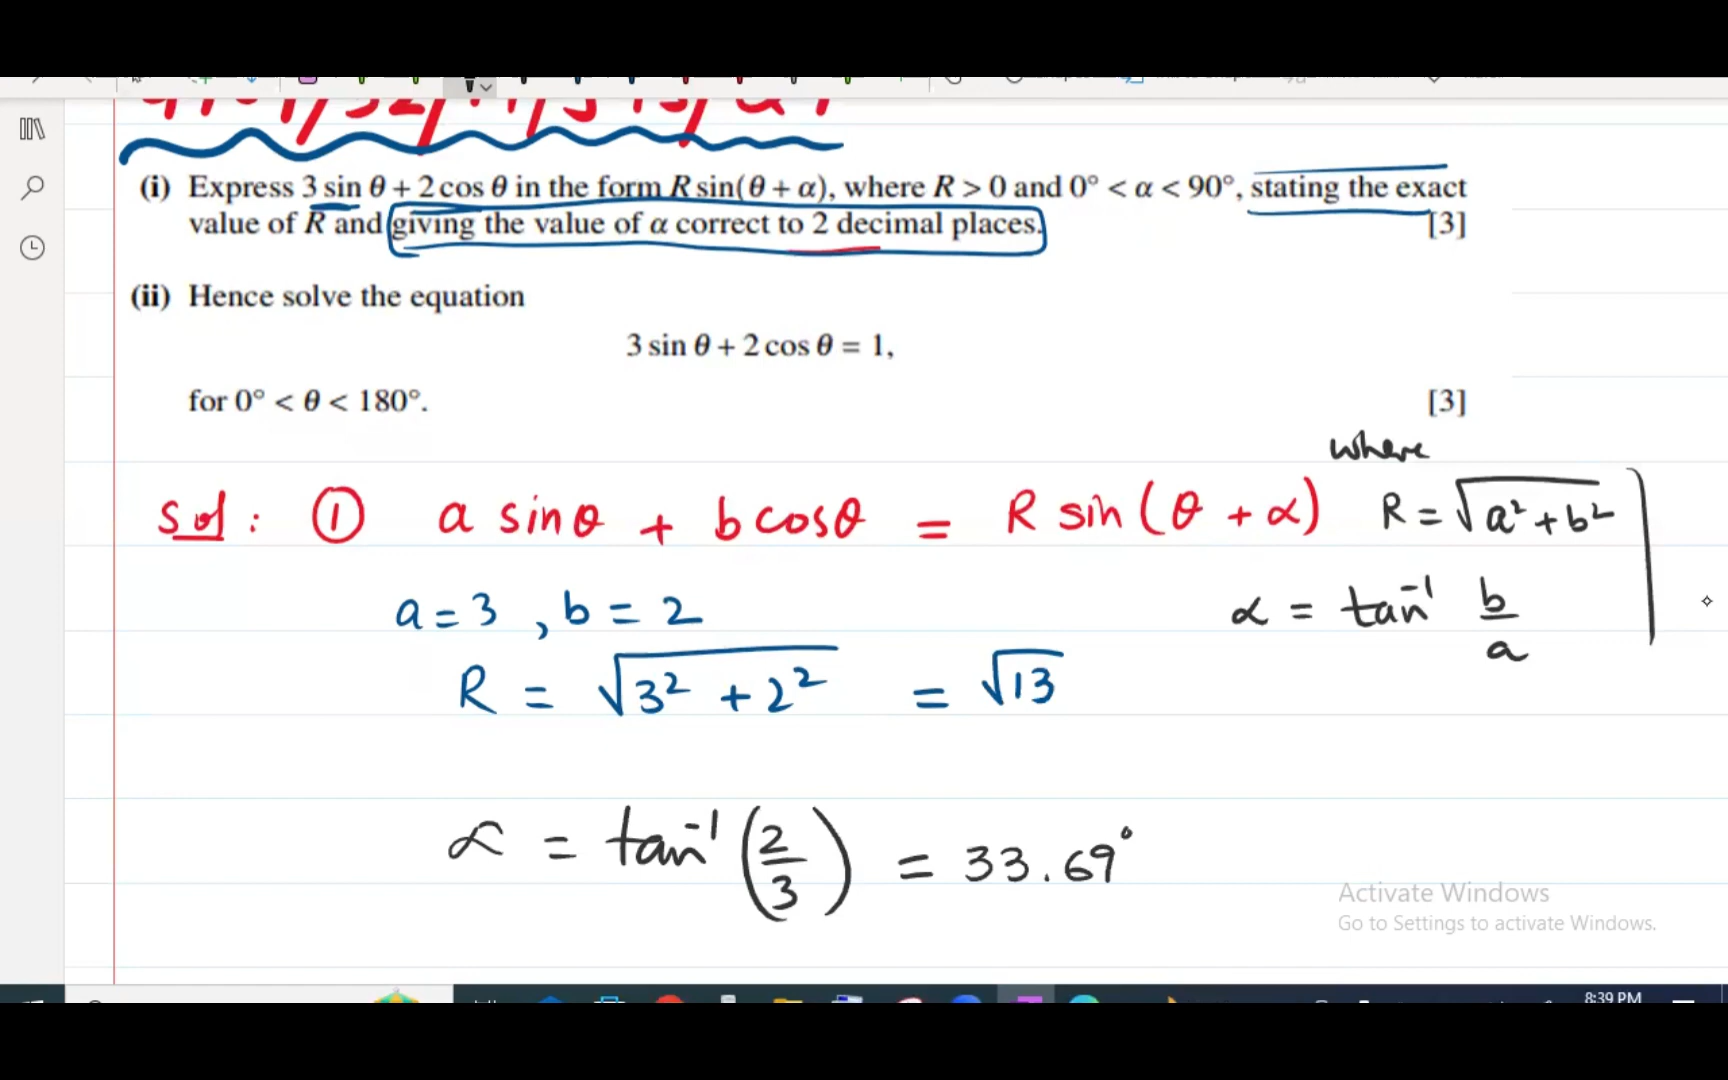 (i) Express 3 sin θ + 2 cos θ in the form R sin(θ + α), where R > 0 and 0° < α < 90°, stating the exact
value of R and giving the value of α correct to 2 decimal places. [3]
(ii) Hence solve the equation
3 sin θ + 2 cos θ = 1,
for 0° < θ < 180°. [3]
where
Sol: ① a sinθ + b cosθ = R sin(θ + α) R = √a² + b²
a = 3 , b = 2 α = tan⁻¹ b/a
R = √3² + 2² = √13
α = tan⁻¹(2/3) = 33.69°
Activate Windows
Go to Settings to activate Windows.
8:39 PM